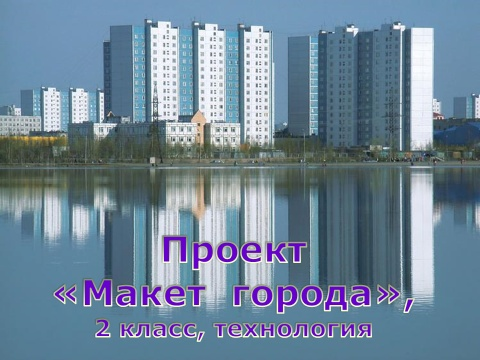 Проект
«Макет города»,
2 класс, технология